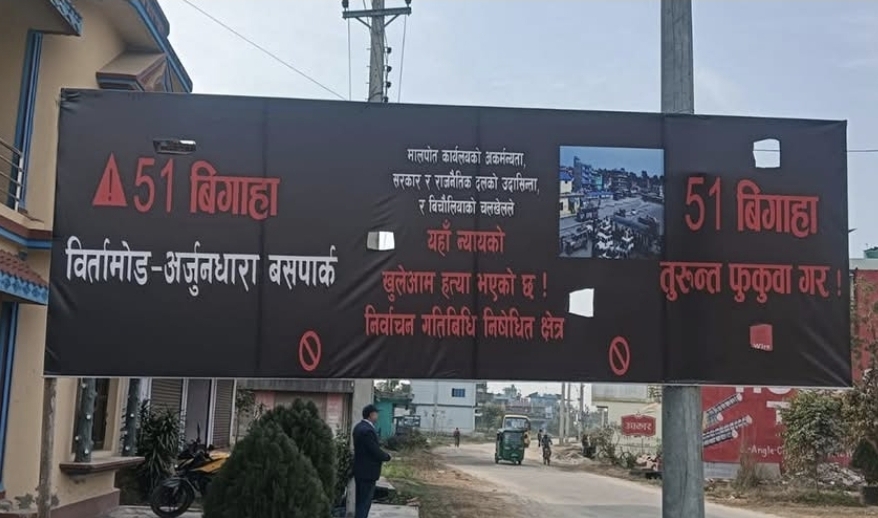 51 बिगाहा
विर्तामोड-अर्जुनधारा बसपार्क
मालपोत कार्यलयको अकर्मन्यता,
सरकार र राजनैतिक दलको उदासिन्ता,
र बिचौलियाको चलखेलले
यहाँ न्यायको
खुलेआम हत्या भएको छ !
निर्वाचन गतिबिधि निषेधित क्षेत्र
51 बिगाहा
तुरुन्त फुकुवा गर !